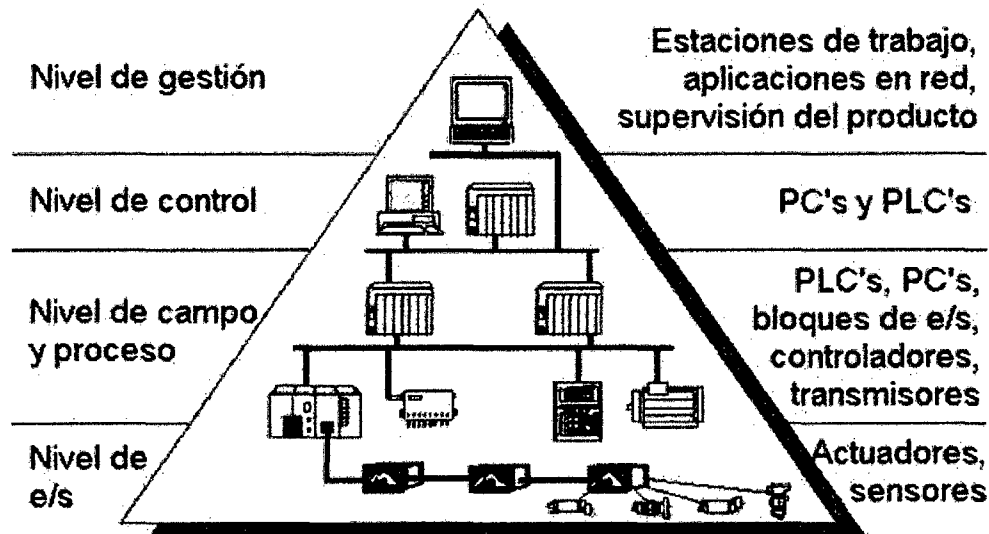 Nivel de gestión
Estaciones de trabajo,
aplicaciones en red,
supervisión del producto
Nivel de control
PC's y PLC's
Nivel de campo
y proceso
PLC's, PC's,
bloques de e/s,
controladores,
transmisores
Nivel de
e/s
Actuadores,
sensores